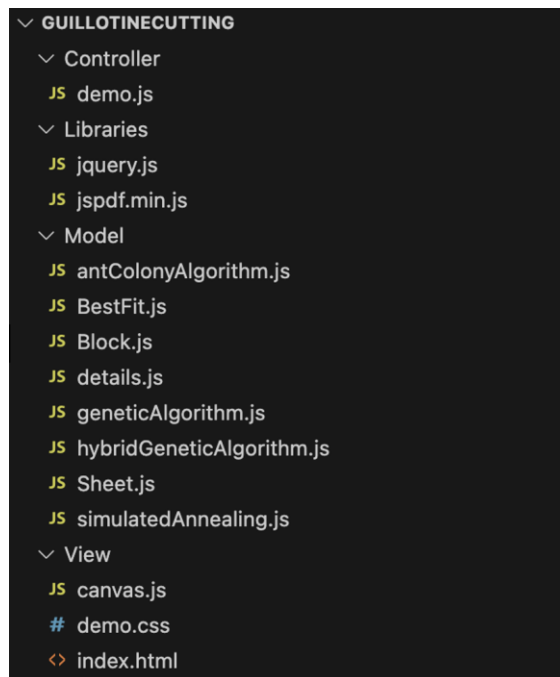 GUILLOTINECUTTING
Controller
JS demo.js
Libraries
JS jquery.js
JS jspdf.min.js
Model
JS antColonyAlgorithm.js
JS BestFit.js
JS Block.js
JS details.js
JS geneticAlgorithm.js
JS hybridGeneticAlgorithm.js
JS Sheet.js
JS simulatedAnnealing.js
View
JS canvas.js
# demo.css
<> index.html